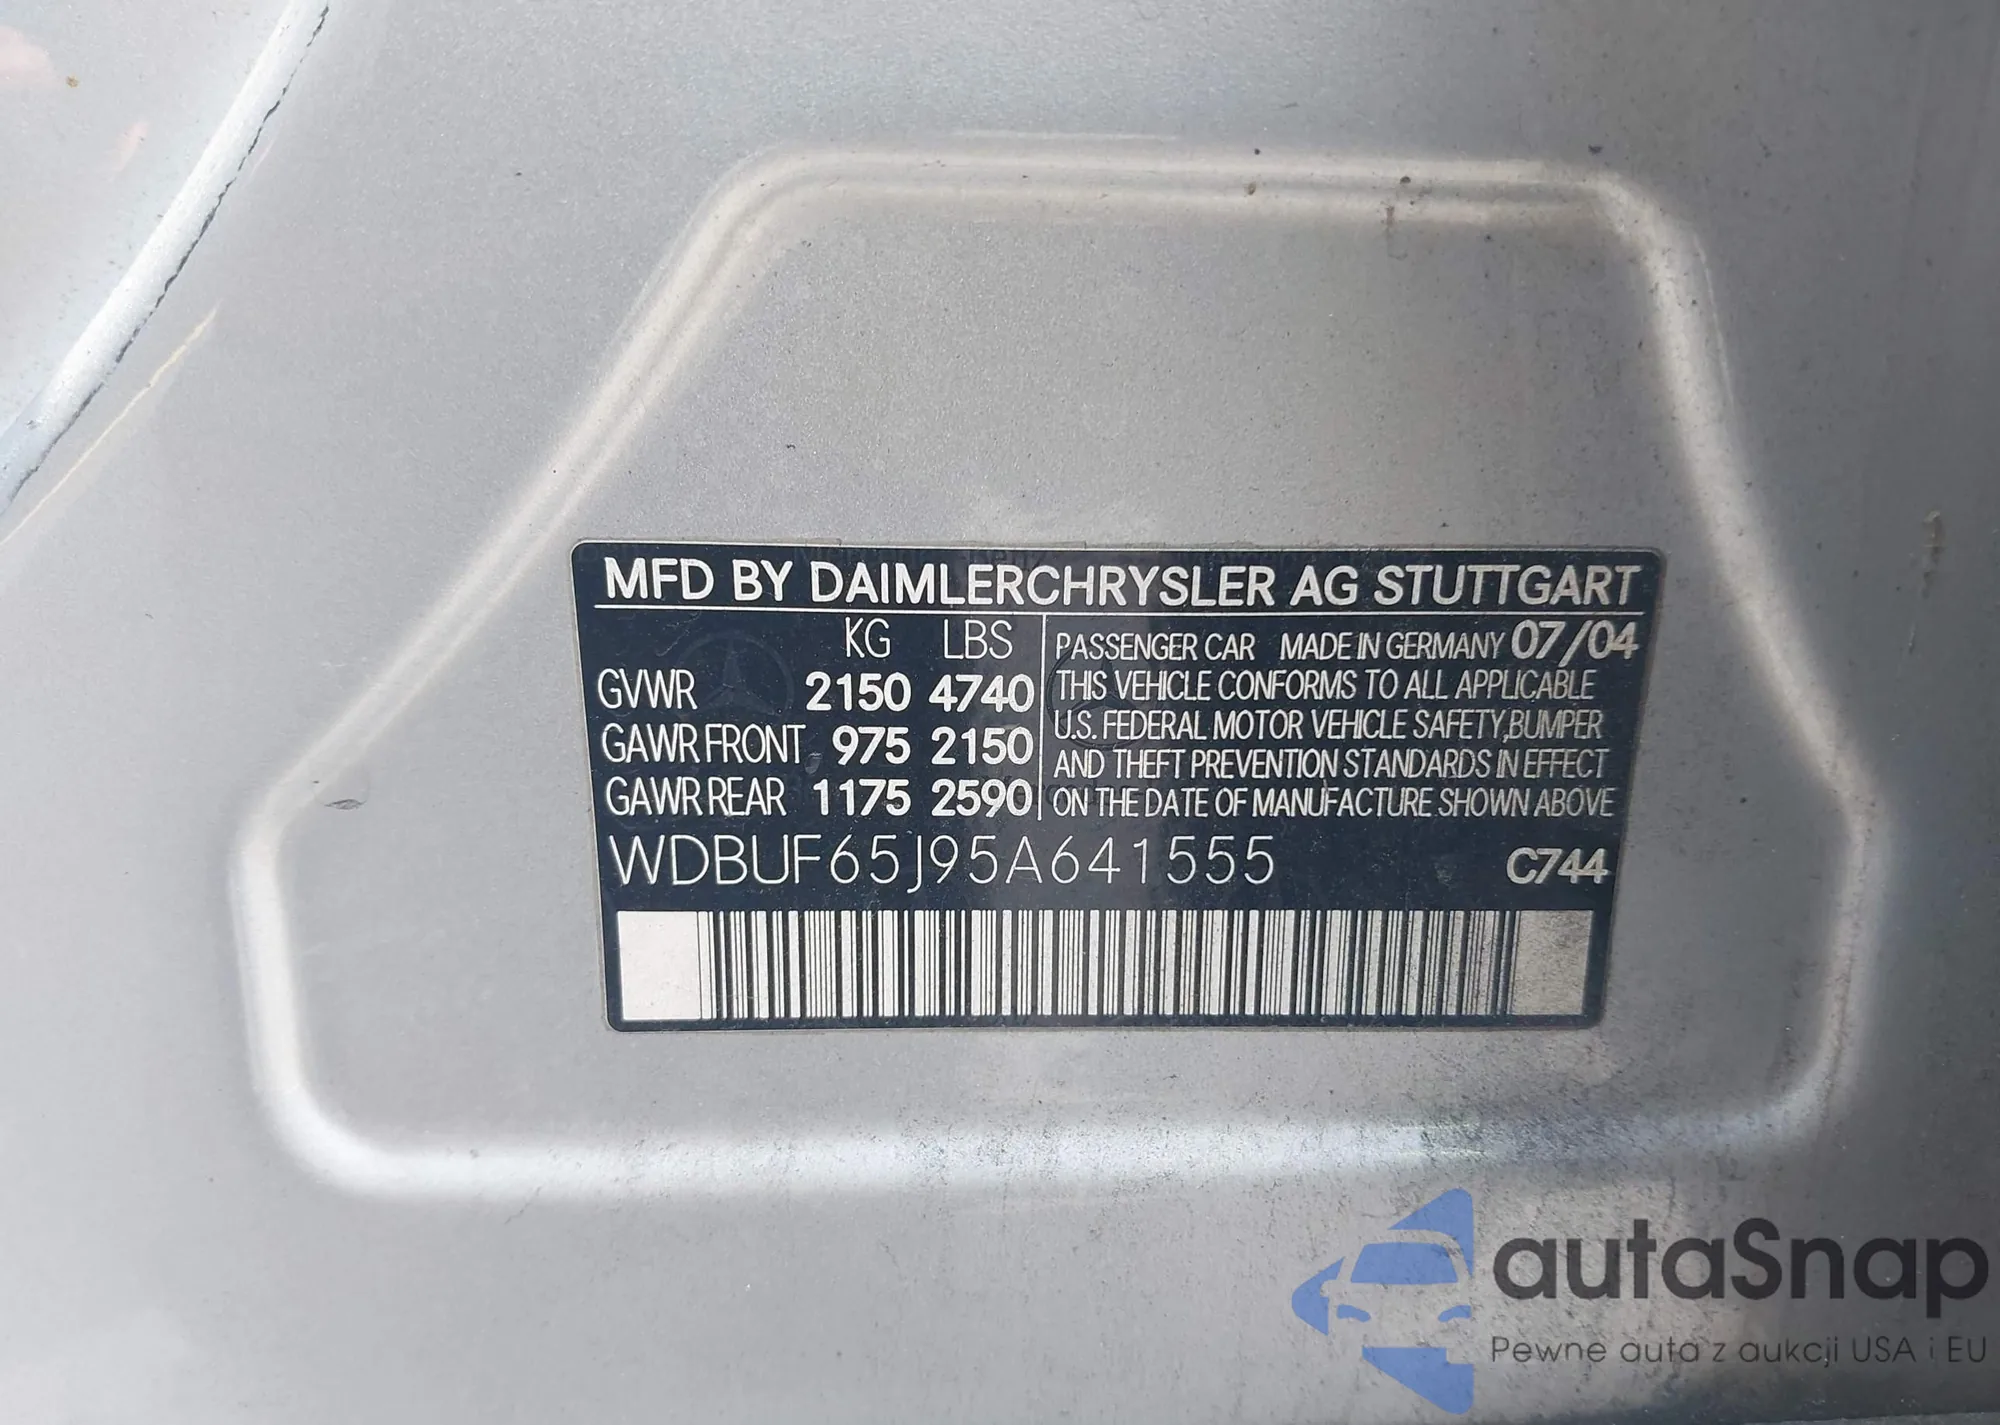 MFD BY DAIMLERCHRYSLER AG STUTTGART
KG LBS
GVWR 2150 4740
GAWR FRONT 975 2150
GAWR REAR 1175 2590
PASSENGER CAR MADE IN GERMANY 07/04
THIS VEHICLE CONFORMS TO ALL APPLICABLE
U.S. FEDERAL MOTOR VEHICLE SAFETY, BUMPER
AND THEFT PREVENTION STANDARDS IN EFFECT
ON THE DATE OF MANUFACTURE SHOWN ABOVE
WDBUF65J95A641555 C744
autaSnap
Pewne auta z aukcji USA i EU